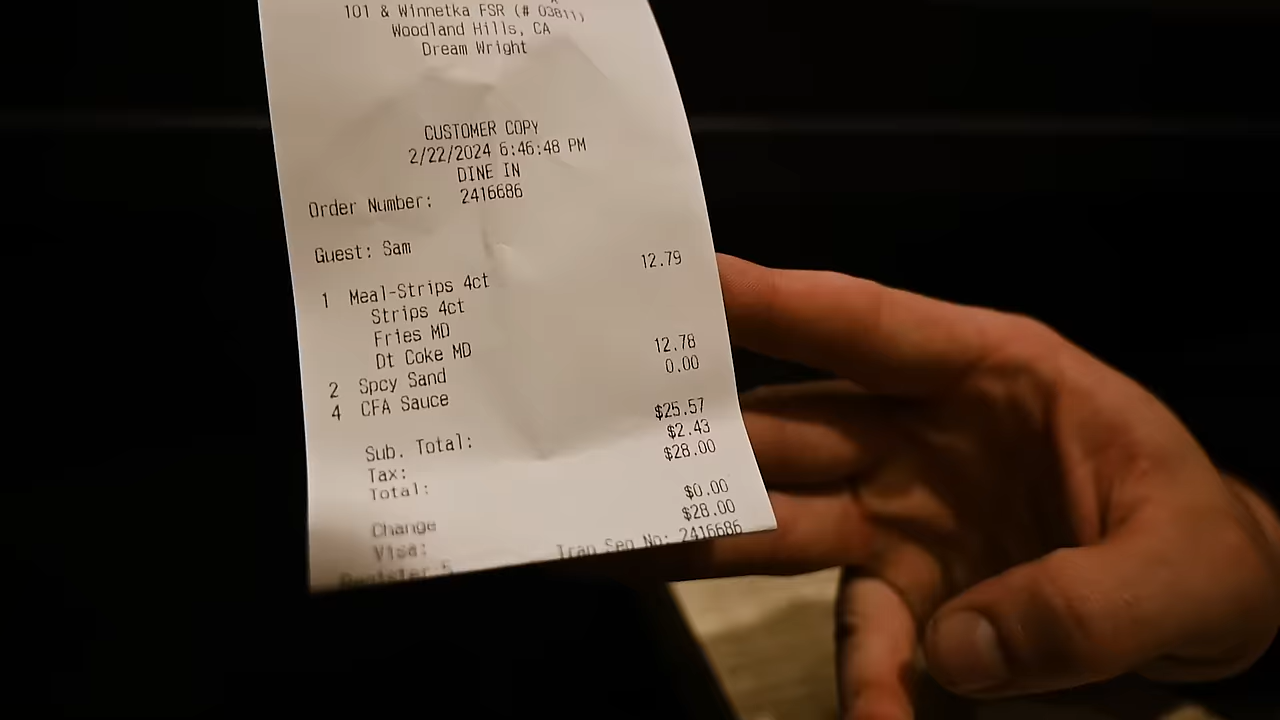 101 & Winnetka FSR (# 03811)
Woodland Hills, CA
Dream Wright
CUSTOMER COPY
2/22/2024 6:46:48 PM
DINE IN
Order Number: 2416686
Guest: Sam
1 Meal-Strips 4ct 12.79
Strips 4ct
Fries MD
Dt Coke MD
2 Spcy Sand 12.78
4 CFA Sauce 0.00
Sub. Total: $25.57
Tax: $2.43
Total: $28.00
Change $0.00
Visa: $28.00
Register 5 Tran Seq No: 2416686